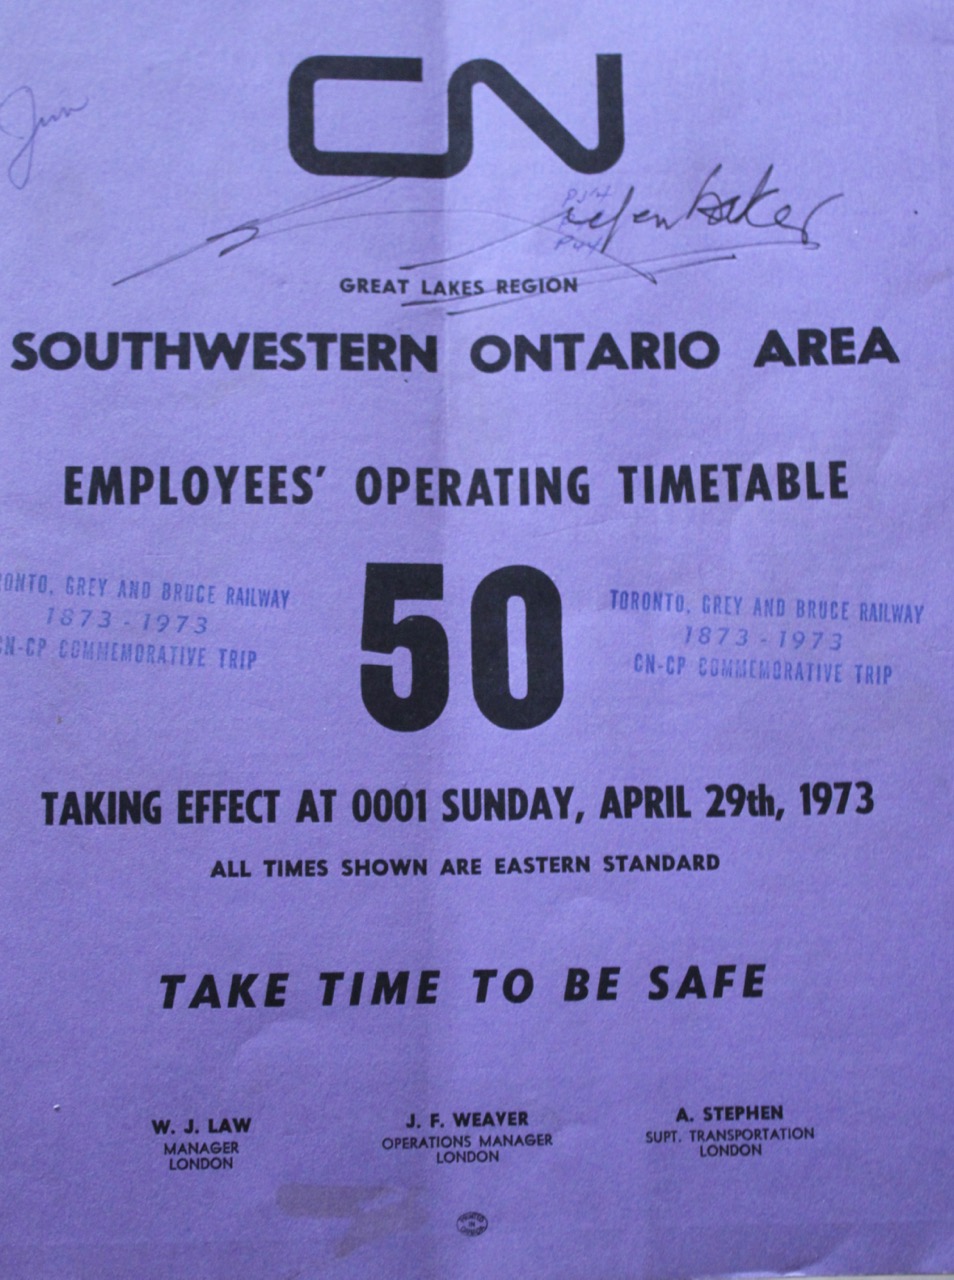 CN
Jim
GREAT LAKES REGION
SOUTHWESTERN ONTARIO AREA
EMPLOYEES' OPERATING TIMETABLE
50
RONTO, GREY AND BRUCE RAILWAY
1873-1973
CN-CP COMMEMORATIVE TRIP
TORONTO, GREY AND BRUCE RAILWAY
1873-1973
CN-CP COMMEMORATIVE TRIP
TAKING EFFECT AT 0001 SUNDAY, APRIL 29th, 1973
ALL TIMES SHOWN ARE EASTERN STANDARD
TAKE TIME TO BE SAFE
W. J. LAW
MANAGER
LONDON
J. F. WEAVER
OPERATIONS MANAGER
LONDON
A. STEPHEN
SUPT. TRANSPORTATION
LONDON